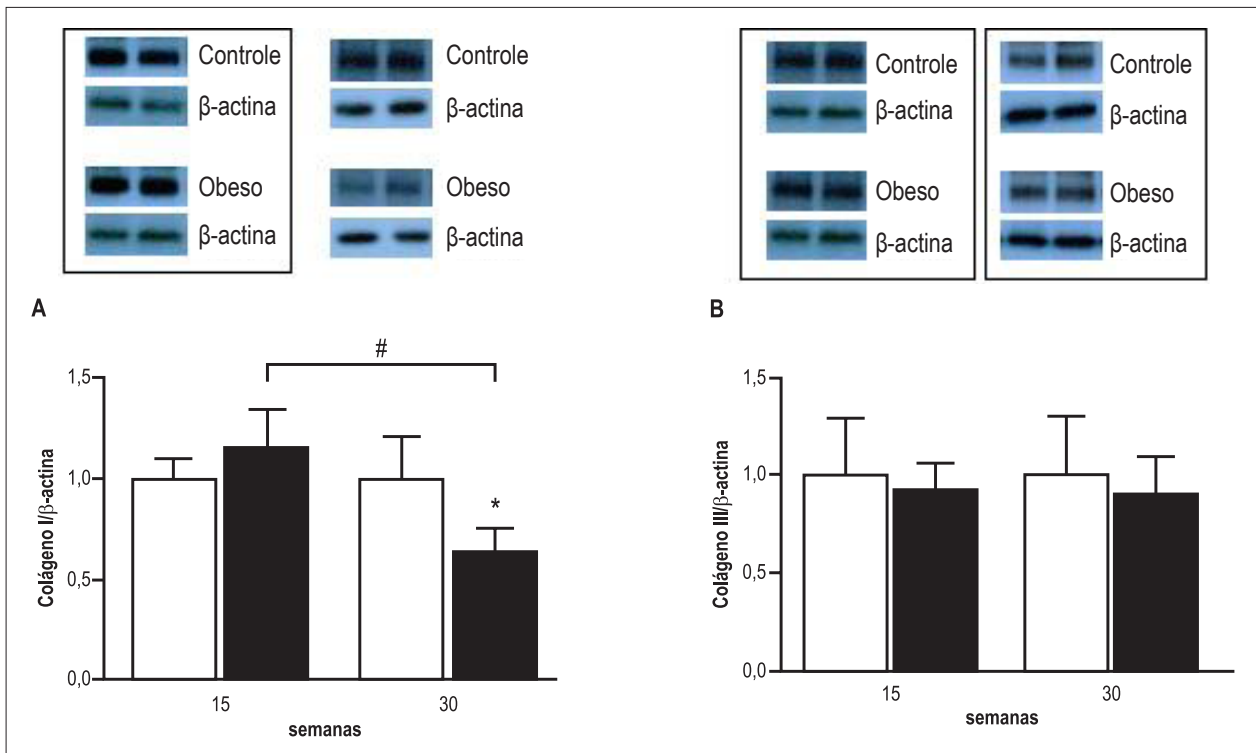 Controle
β-actina
Obeso
β-actina
Controle
β-actina
Obeso
β-actina
Controle
β-actina
Obeso
β-actina
Controle
β-actina
Obeso
β-actina
A
#
1,5
1,0
0,5
0,0
*
Colágeno I/β-actina
15 30
semanas
B
1,5
1,0
0,5
0,0
Colágeno III/β-actina
15 30
semanas